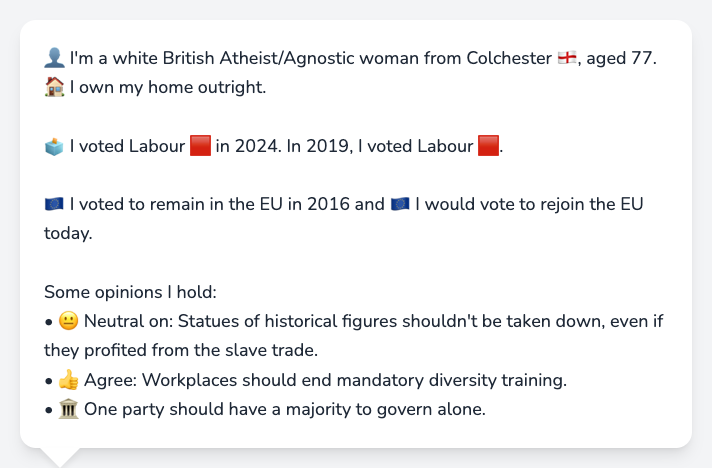 👤 I'm a white British Atheist/Agnostic woman from Colchester 🏴󠁧󠁢󠁥󠁮󠁧󠁿, aged 77.
🏠 I own my home outright.
🗳️ I voted Labour 🟥 in 2024. In 2019, I voted Labour 🟥.
🇪🇺 I voted to remain in the EU in 2016 and 🇪🇺 I would vote to rejoin the EU
today.
Some opinions I hold:
• 😐 Neutral on: Statues of historical figures shouldn't be taken down, even if
they profited from the slave trade.
• 👍 Agree: Workplaces should end mandatory diversity training.
• 🏛️ One party should have a majority to govern alone.